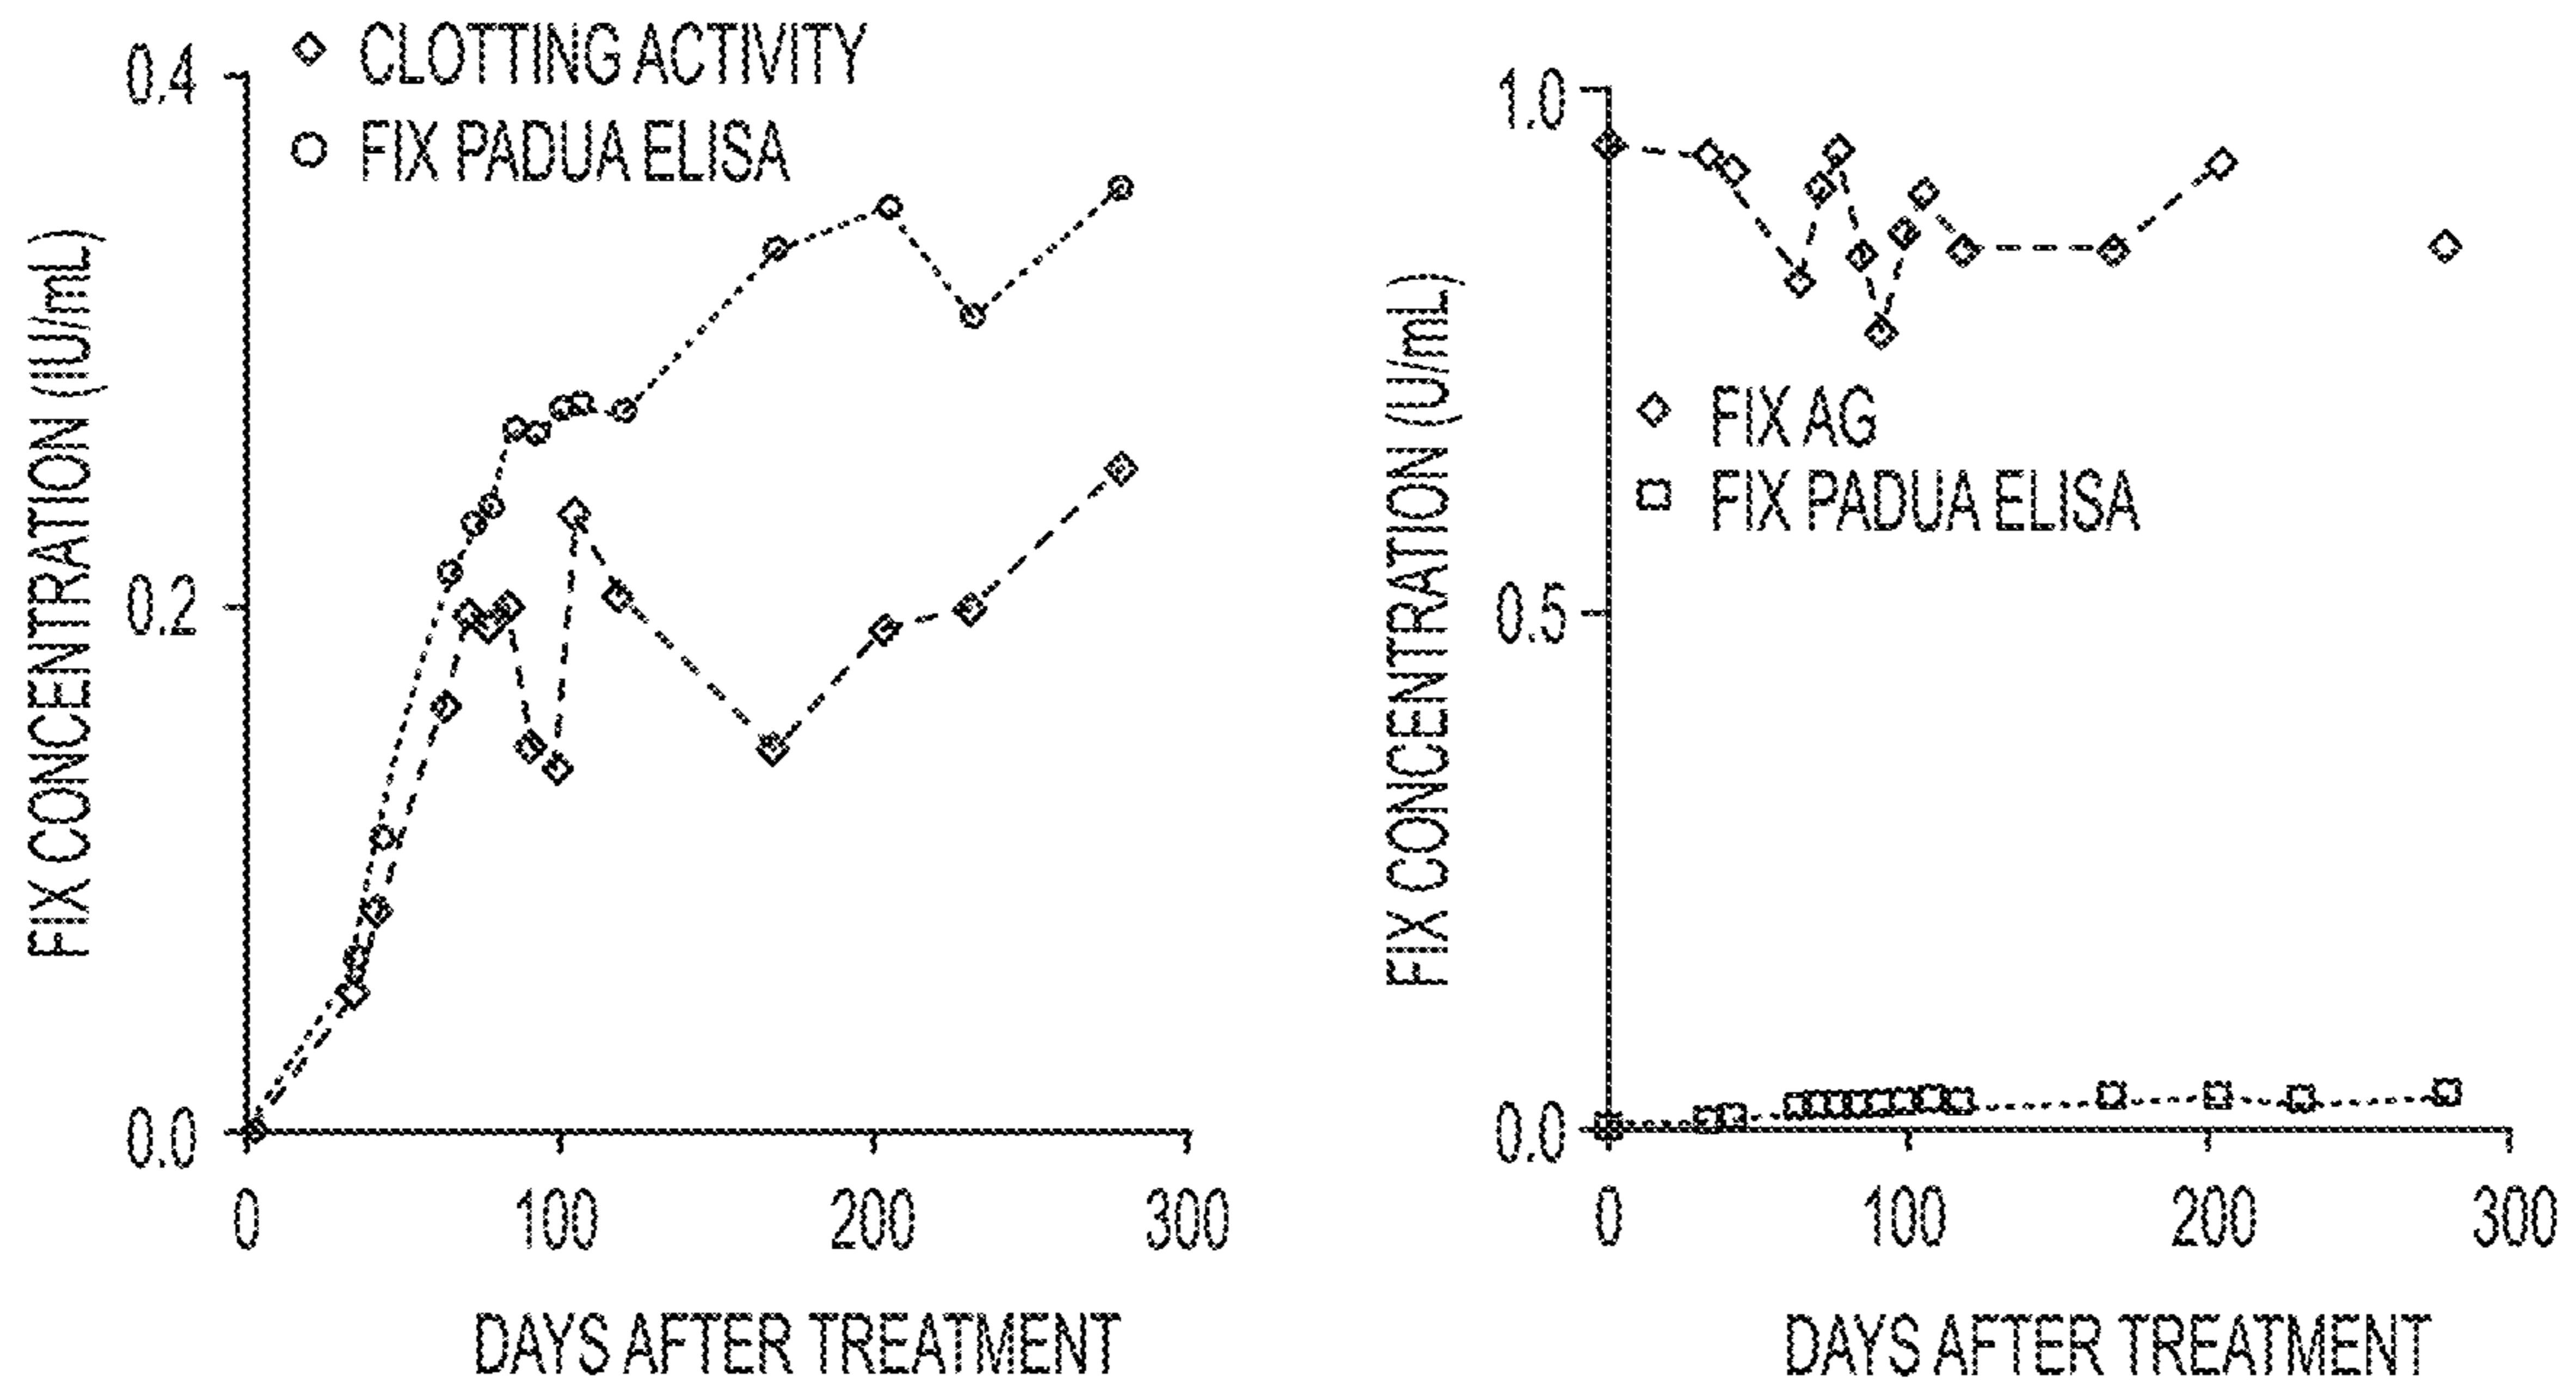 CLOTTING ACTIVITY
FIX PADUA ELISA
FIX CONCENTRATION (IU/mL)
0.4
0.2
0.0
0 100 200 300
DAYS AFTER TREATMENT
FIX AG
FIX PADUA ELISA
FIX CONCENTRATION (U/mL)
1.0
0.5
0.0
0 100 200 300
DAYS AFTER TREATMENT